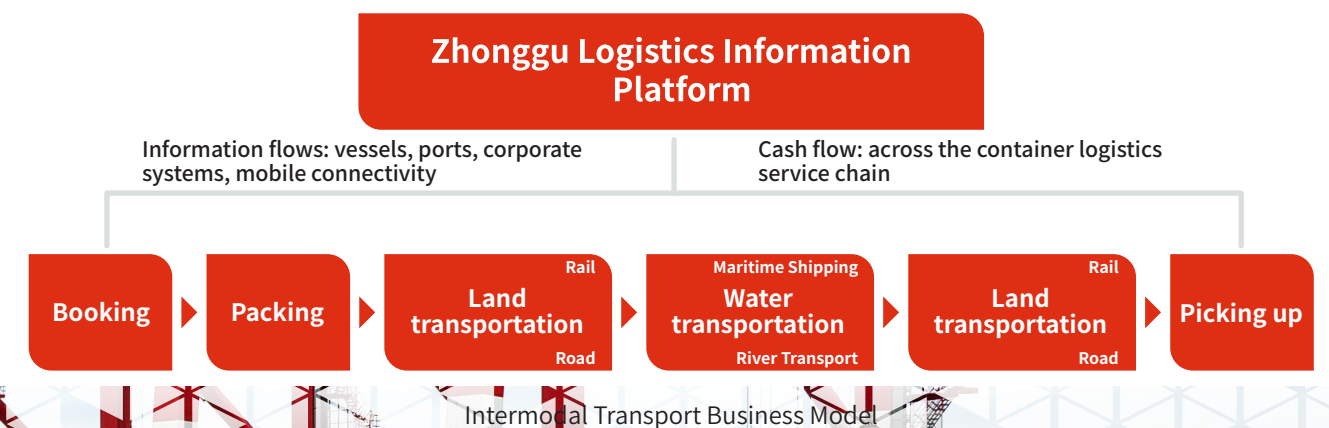 Zhonggu Logistics Information
Platform
Information flows: vessels, ports, corporate
systems, mobile connectivity
Cash flow: across the container logistics
service chain
Booking
Packing
Rail
Land
transportation
Road
Maritime Shipping
Water
transportation
River Transport
Rail
Land
transportation
Road
Picking up
Intermodal Transport Business Model